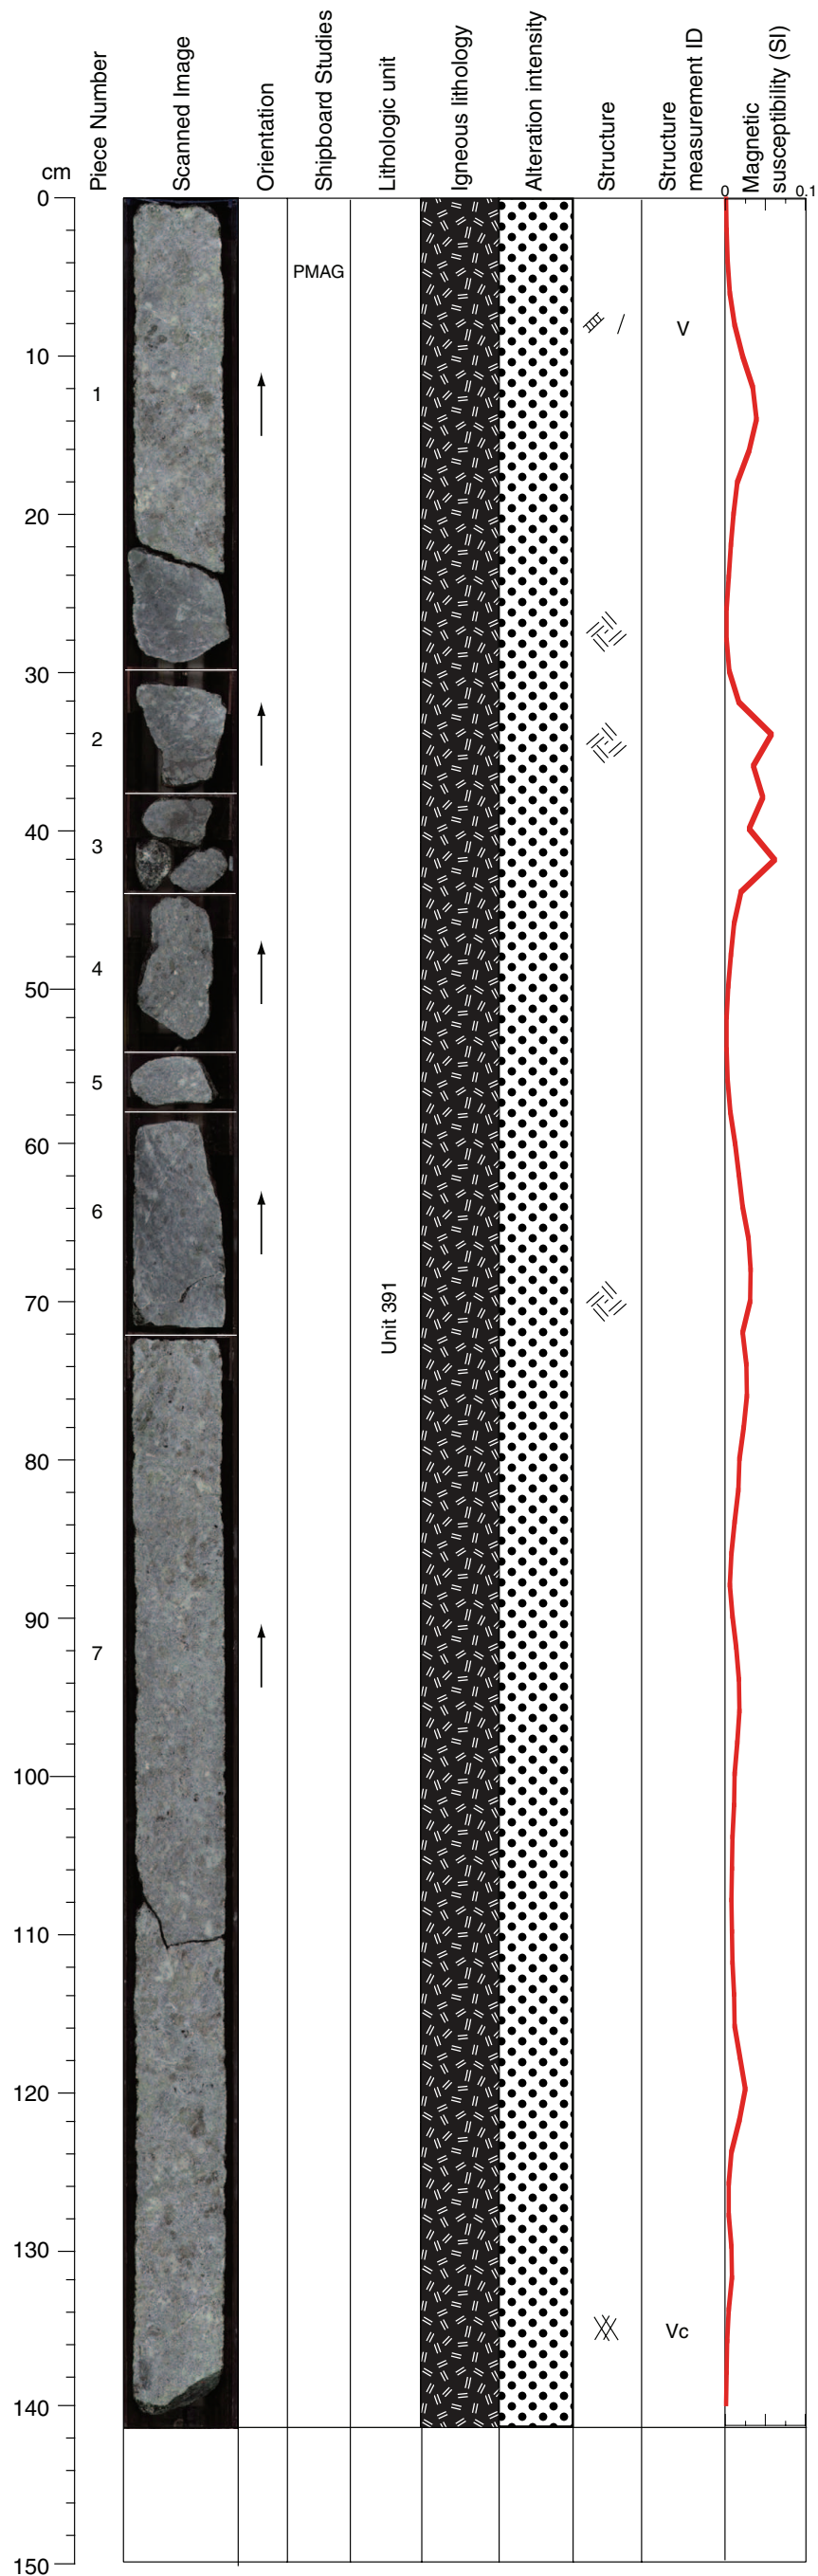 cm
Piece Number
Scanned Image
Orientation
Shipboard Studies
Lithologic unit
Igneous lithology
Alteration intensity
Structure
Structure
measurement ID
Magnetic
susceptibility (SI)
0
0.1
0
PMAG
V
10
1
20
30
2
40
3
4
50
5
60
6
70
Unit 391
80
90
7
100
110
120
130
Vc
140
150